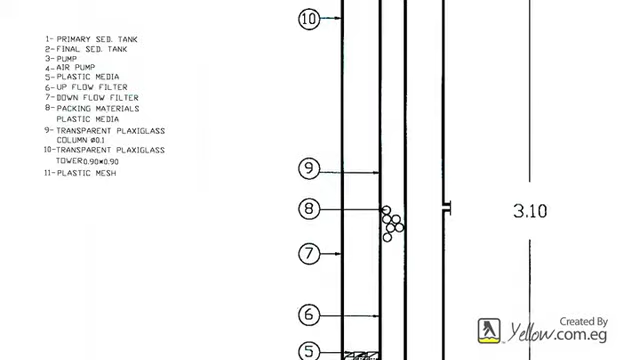 1- PRIMARY SED. TANK
2- FINAL SED. TANK
3- PUMP
4- AIR PUMP
5- PLASTIC MEDIA
6- UP FLOW FILTER
7- DOWN FLOW FILTER
8- PACKING MATERIALS
PLASTIC MEDIA
9- TRANSPARENT PLAXIGLASS
COLUMN Ø0.1
10- TRANSPARENT PLAXIGLASS
TOWER 0.90*0.90
11- PLASTIC MESH
10
9
8
3.10
7
6
5
Created By
Yellow.com.eg